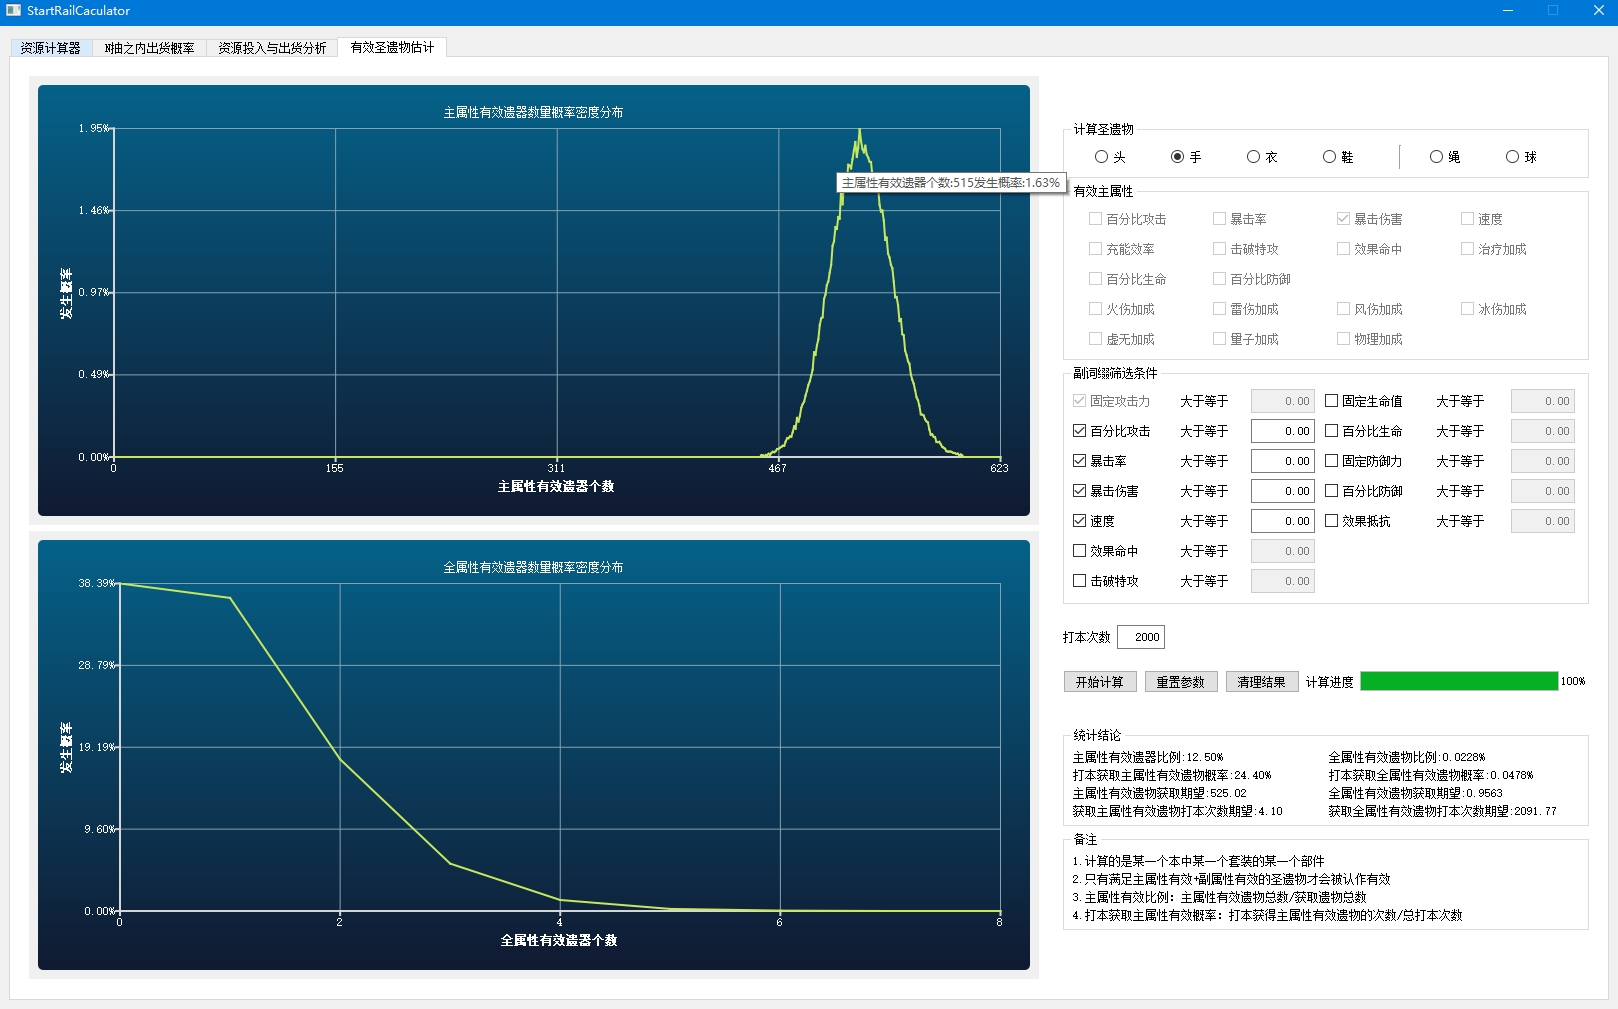 StartRailCaculator
资源计算器 N抽之内出货概率 资源投入与出货分析 有效圣遗物估计
主属性有效遗器数量概率密度分布
1.95%
1.46%
0.97%
0.49%
0.00%
发生概率
0 155 311 467 623
主属性有效遗器个数
主属性有效遗器个数:515发生概率:1.63%
全属性有效遗器数量概率密度分布
38.39%
28.79%
19.19%
9.60%
0.00%
发生概率
0 2 4 6 8
全属性有效遗器个数
计算圣遗物
头 手 衣 鞋 绳 球
有效主属性
百分比攻击 暴击率 暴击伤害 速度
充能效率 击破特攻 效果命中 治疗加成
百分比生命 百分比防御
火伤加成 雷伤加成 风伤加成 冰伤加成
虚无加成 量子加成 物理加成
副词缀筛选条件
固定攻击力 大于等于 0.00 固定生命值 大于等于 0.00
百分比攻击 大于等于 0.00 百分比生命 大于等于 0.00
暴击率 大于等于 0.00 固定防御力 大于等于 0.00
暴击伤害 大于等于 0.00 百分比防御 大于等于 0.00
速度 大于等于 0.00 效果抵抗 大于等于 0.00
效果命中 大于等于 0.00
击破特攻 大于等于 0.00
打本次数 2000
开始计算 重置参数 清理结果 计算进度 100%
统计结论
主属性有效遗器比例:12.50% 全属性有效遗物比例:0.0228%
打本获取主属性有效遗物概率:24.40% 打本获取全属性有效遗物概率:0.0478%
主属性有效遗物获取期望:525.02 全属性有效遗物获取期望:0.9563
获取主属性有效遗物打本次数期望:4.10 获取全属性有效遗物打本次数期望:2091.77
备注
1.计算的是某一个本中某一个套装的某一个部件
2.只有满足主属性有效+副属性有效的圣遗物才会被认作有效
3.主属性有效比例：主属性有效遗物总数/获取遗物总数
4.打本获取主属性有效概率：打本获得主属性有效遗物的次数/总打本次数